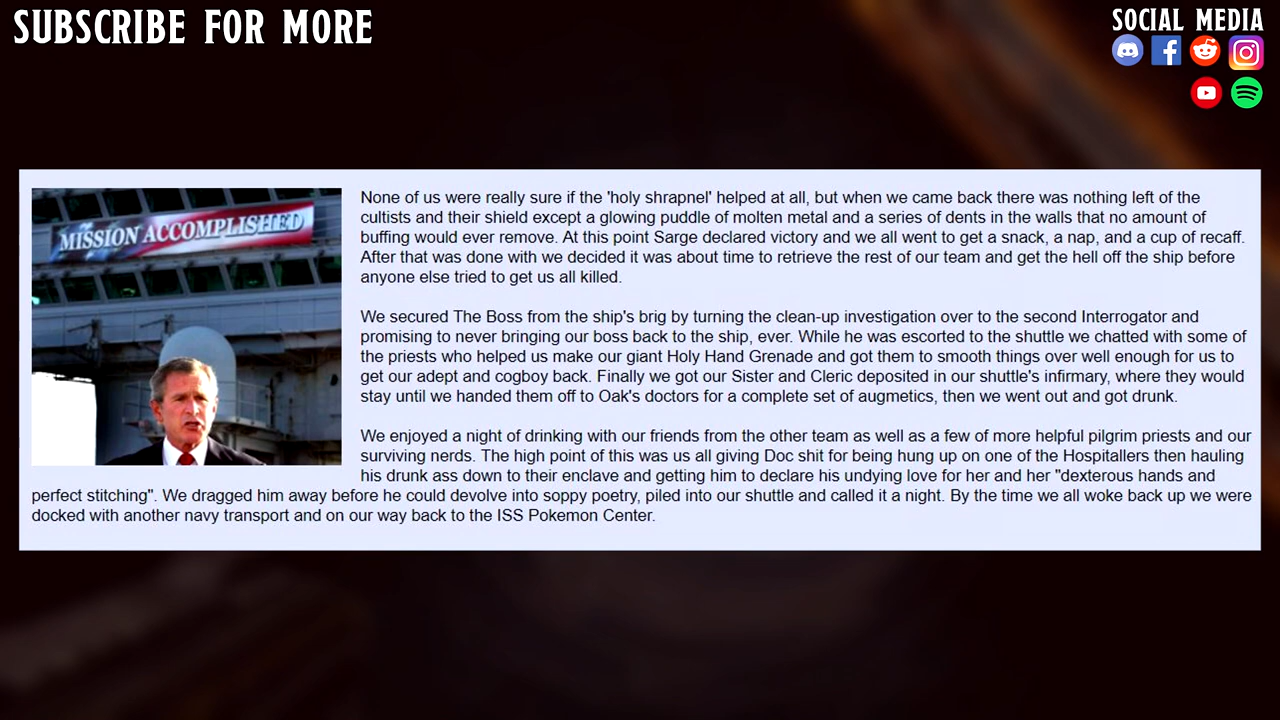 SUBSCRIBE FOR MORE
SOCIAL MEDIA
MISSION ACCOMPLISHED
None of us were really sure if the 'holy shrapnel' helped at all, but when we came back there was nothing left of the
cultists and their shield except a glowing puddle of molten metal and a series of dents in the walls that no amount of
buffing would ever remove. At this point Sarge declared victory and we all went to get a snack, a nap, and a cup of recaff.
After that was done with we decided it was about time to retrieve the rest of our team and get the hell off the ship before
anyone else tried to get us all killed.
We secured The Boss from the ship's brig by turning the clean-up investigation over to the second Interrogator and
promising to never bringing our boss back to the ship, ever. While he was escorted to the shuttle we chatted with some of
the priests who helped us make our giant Holy Hand Grenade and got them to smooth things over well enough for us to
get our adept and cogboy back. Finally we got our Sister and Cleric deposited in our shuttle's infirmary, where they would
stay until we handed them off to Oak's doctors for a complete set of augmetics, then we went out and got drunk.
We enjoyed a night of drinking with our friends from the other team as well as a few of more helpful pilgrim priests and our
surviving nerds. The high point of this was us all giving Doc shit for being hung up on one of the Hospitallers then hauling
his drunk ass down to their enclave and getting him to declare his undying love for her and her "dexterous hands and
perfect stitching". We dragged him away before he could devolve into soppy poetry, piled into our shuttle and called it a night. By the time we all woke back up we were
docked with another navy transport and on our way back to the ISS Pokemon Center.